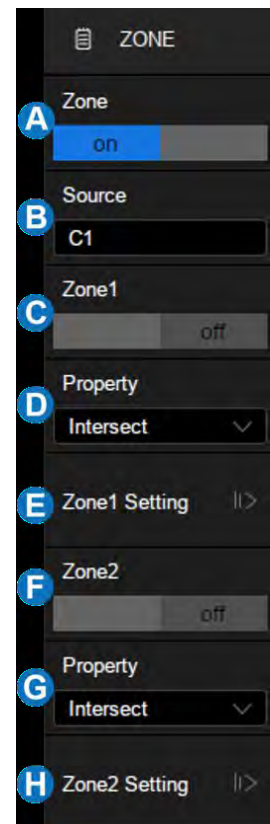 ZONE
A
Zone
on
B
Source
C1
C
Zone1
off
D
Property
Intersect
E
Zone1 Setting
F
Zone2
off
G
Property
Intersect
H
Zone2 Setting